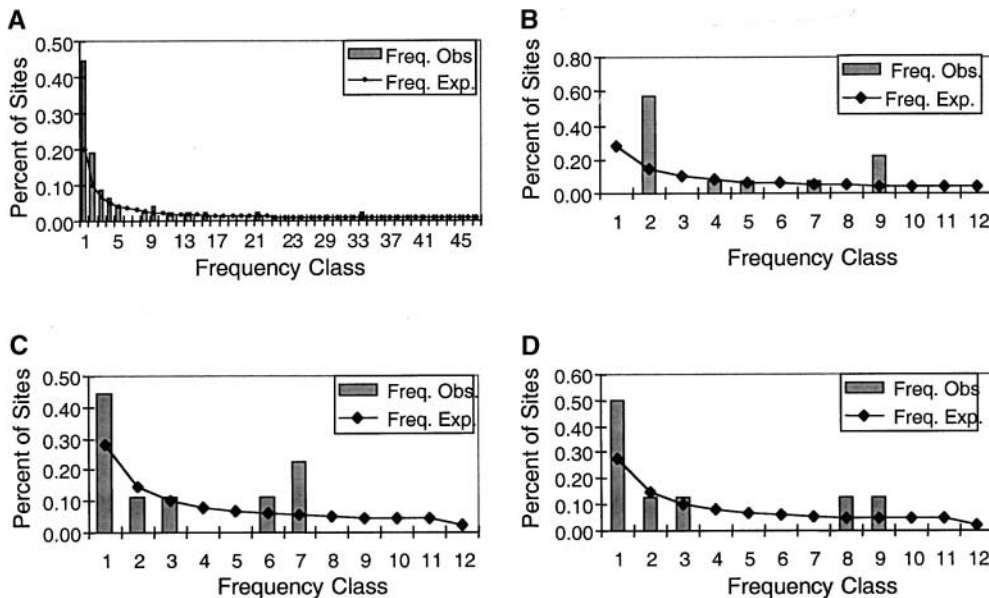 A
Percent of Sites
0.50
0.40
0.30
0.20
0.10
0.00
Freq. Obs
Freq. Exp.
1 5 9 13 17 21 23 29 33 37 41 45
Frequency Class
B
Percent of Sites
0.80
0.60
0.40
0.20
0.00
Freq. Obs.
Freq. Exp.
1 2 3 4 5 6 7 8 9 10 11 12
Frequency Class
C
Percent of Sites
0.50
0.40
0.30
0.20
0.10
0.00
Freq. Obs.
Freq. Exp.
1 2 3 4 5 6 7 8 9 10 11 12
Frequency Class
D
Percent of Sites
0.60
0.50
0.40
0.30
0.20
0.10
0.00
Freq. Obs.
Freq. Exp.
1 2 3 4 5 6 7 8 9 10 11 12
Frequency Class